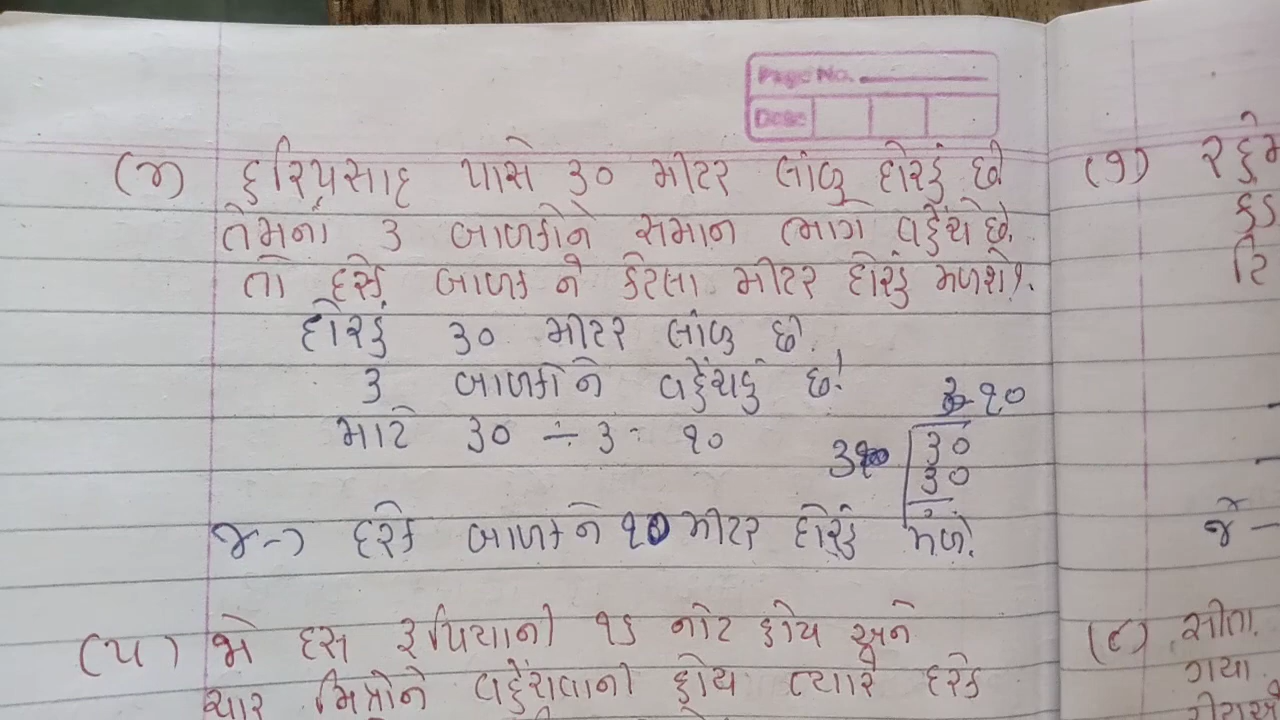 Page No.
Date
(૪) હરિપ્રસાદ પાસે ૩૦ મીટર લાંબુ દોરડું છે
તેમનાં ૩ બાળકોને સમાન ભાગે વહેંચે છે.
તો દરેક બાળક ને કેટલા મીટર દોરડું મળશે?
દોરડું ૩૦ મીટર લાંબુ છે.
૩ બાળકોને વહેંચયું છે!
માટે ૩૦ ÷ ૩ = ૧૦
૧૦
૩ ૩૦
૩૦
જ → દરેક બાળકને ૧૦ મીટર દોરડું મળે.
(૫) જો દસ રૂપિયાની ૧૬ નોટ હોય અને
ચાર મિત્રોને વહેંચવાની હોય ત્યારે દરેક
(૭)
જ -
(૮) સીતા
ગયા